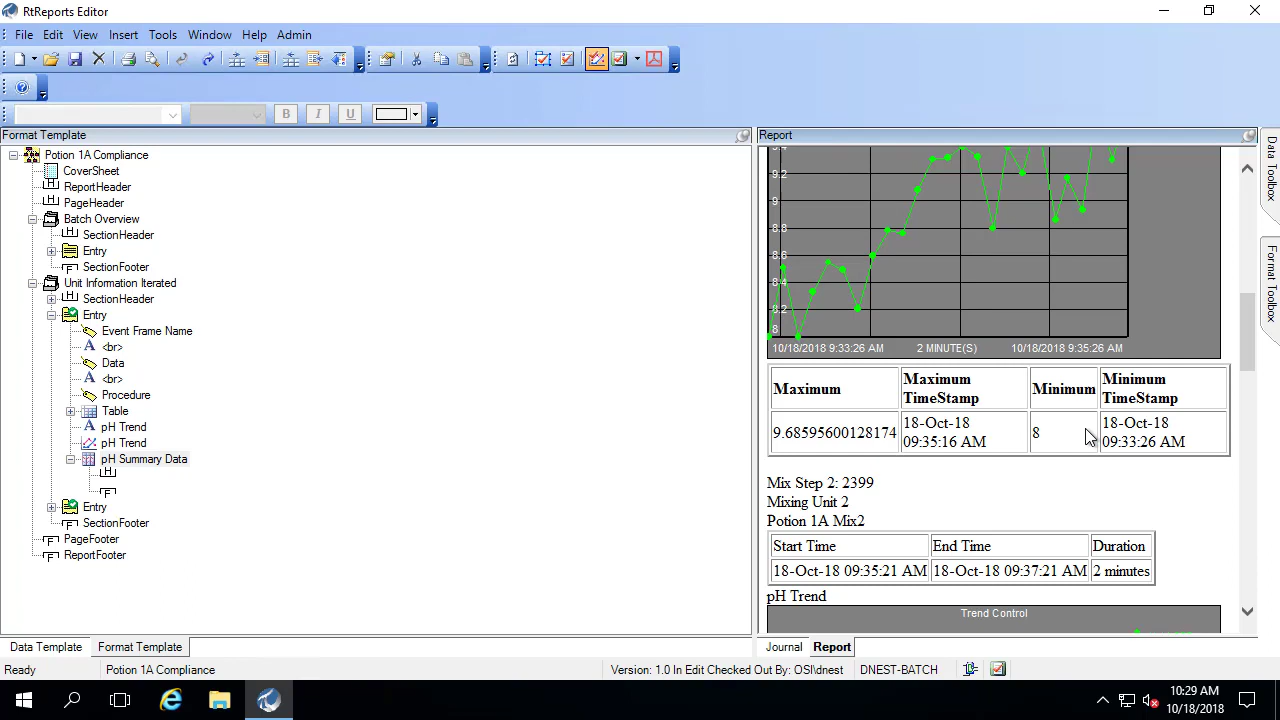 RtReports Editor
File Edit View Insert Tools Window Help Admin
B I U
Format Template
Potion 1A Compliance
CoverSheet
H ReportHeader
H PageHeader
Batch Overview
H SectionHeader
Entry
F SectionFooter
Unit Information Iterated
H SectionHeader
Entry
Event Frame Name
A <br>
Data
A <br>
Procedure
Table
A pH Trend
pH Trend
pH Summary Data
H
F
Entry
F SectionFooter
F PageFooter
F ReportFooter
Data Template Format Template
Report
9.4
9.2
9
8.8
8.6
8.4
8.2
8
10/18/2018 9:33:26 AM 2 MINUTE(S) 10/18/2018 9:35:26 AM
Maximum Maximum TimeStamp Minimum Minimum TimeStamp
9.68595600128174 18-Oct-18 09:35:16 AM 8 18-Oct-18 09:33:26 AM
Mix Step 2: 2399
Mixing Unit 2
Potion 1A Mix2
Start Time End Time Duration
18-Oct-18 09:35:21 AM 18-Oct-18 09:37:21 AM 2 minutes
pH Trend
Trend Control
Journal Report
Data Toolbox
Format Toolbox
Ready Potion 1A Compliance Version: 1.0 In Edit Checked Out By: OSI\dnest DNEST-BATCH
10:29 AM
10/18/2018